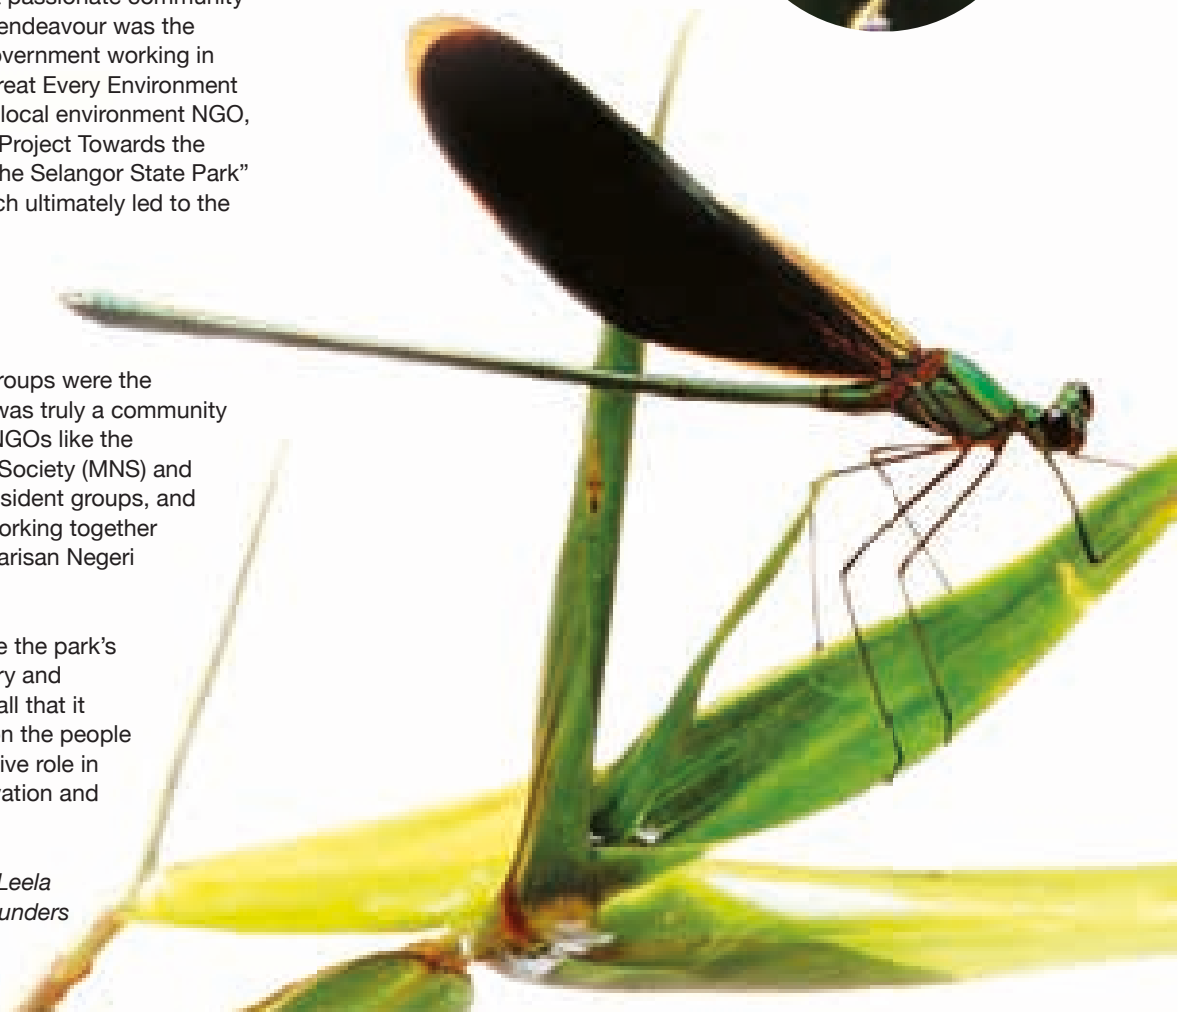 passionate community
endeavour was the
vernment working in
reat Every Environment
local environment NGO,
Project Towards the
he Selangor State Park”
ch ultimately led to the
roups were the
was truly a community
NGOs like the
Society (MNS) and
sident groups, and
orking together
arisan Negeri
e the park’s
ry and
all that it
n the people
ive role in
ation and
Leela
unders